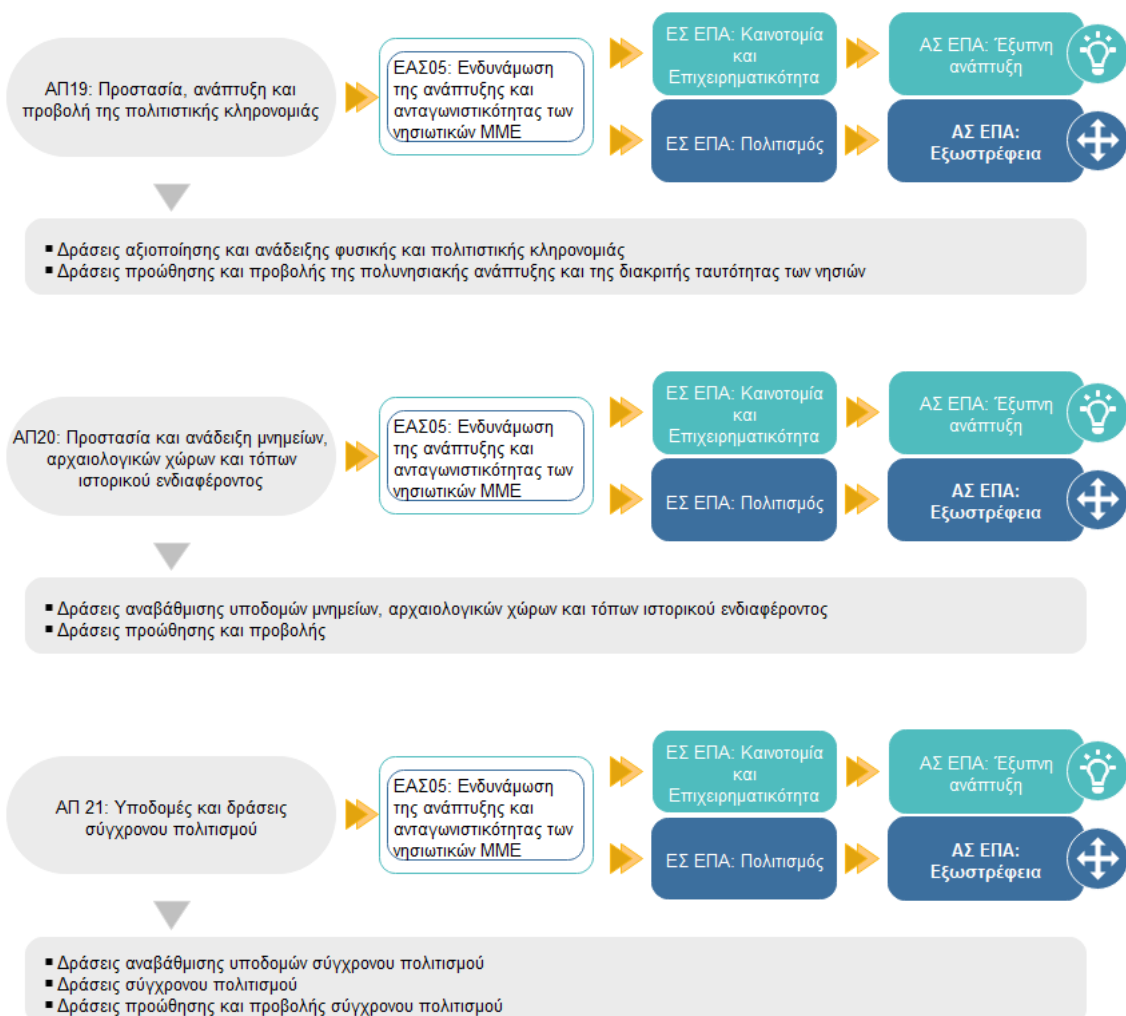 ΑΠ19: Προστασία, ανάπτυξη και
προβολή της πολιτιστικής κληρονομιάς
ΕΑΣ05: Ενδυνάμωση
της ανάπτυξης και
ανταγωνιστικότητας των
νησιωτικών ΜΜΕ
ΕΣ ΕΠΑ: Καινοτομία
και
Επιχειρηματικότητα
ΑΣ ΕΠΑ: Έξυπνη
ανάπτυξη
ΕΣ ΕΠΑ: Πολιτισμός
ΑΣ ΕΠΑ:
Εξωστρέφεια
▪ Δράσεις αξιοποίησης και ανάδειξης φυσικής και πολιτιστικής κληρονομιάς
▪ Δράσεις προώθησης και προβολής της πολυνησιακής ανάπτυξης και της διακριτής ταυτότητας των νησιών
ΑΠ20: Προστασία και ανάδειξη μνημείων,
αρχαιολογικών χώρων και τόπων
ιστορικού ενδιαφέροντος
ΕΑΣ05: Ενδυνάμωση
της ανάπτυξης και
ανταγωνιστικότητας των
νησιωτικών ΜΜΕ
ΕΣ ΕΠΑ: Καινοτομία
και
Επιχειρηματικότητα
ΑΣ ΕΠΑ: Έξυπνη
ανάπτυξη
ΕΣ ΕΠΑ: Πολιτισμός
ΑΣ ΕΠΑ:
Εξωστρέφεια
▪ Δράσεις αναβάθμισης υποδομών μνημείων, αρχαιολογικών χώρων και τόπων ιστορικού ενδιαφέροντος
▪ Δράσεις προώθησης και προβολής
ΑΠ 21: Υποδομές και δράσεις
σύγχρονου πολιτισμού
ΕΑΣ05: Ενδυνάμωση
της ανάπτυξης και
ανταγωνιστικότητας των
νησιωτικών ΜΜΕ
ΕΣ ΕΠΑ: Καινοτομία
και
Επιχειρηματικότητα
ΑΣ ΕΠΑ: Έξυπνη
ανάπτυξη
ΕΣ ΕΠΑ: Πολιτισμός
ΑΣ ΕΠΑ:
Εξωστρέφεια
▪ Δράσεις αναβάθμισης υποδομών σύγχρονου πολιτισμού
▪ Δράσεις σύγχρονου πολιτισμού
▪ Δράσεις προώθησης και προβολής σύγχρονου πολιτισμού